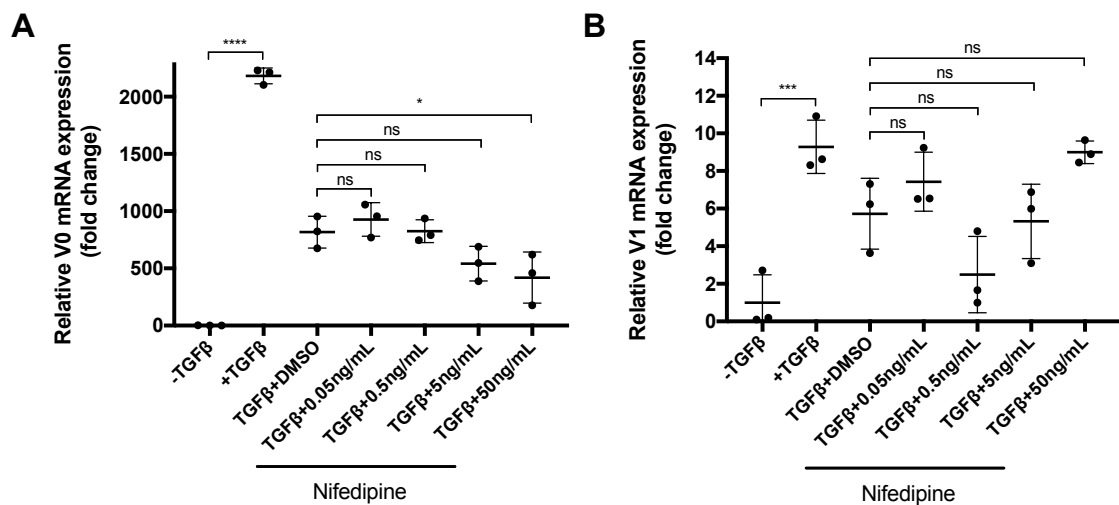 A
Relative V0 mRNA expression
(fold change)
2000
1500
1000
500
0
****
*
ns
ns
ns
-TGFβ
+TGFβ
TGFβ+DMSO
TGFβ+0.05ng/mL
TGFβ+0.5ng/mL
TGFβ+5ng/mL
TGFβ+50ng/mL
Nifedipine
B
Relative V1 mRNA expression
(fold change)
14
12
10
8
6
4
2
0
***
ns
ns
ns
ns
-TGFβ
+TGFβ
TGFβ+DMSO
TGFβ+0.05ng/mL
TGFβ+0.5ng/mL
TGFβ+5ng/mL
TGFβ+50ng/mL
Nifedipine